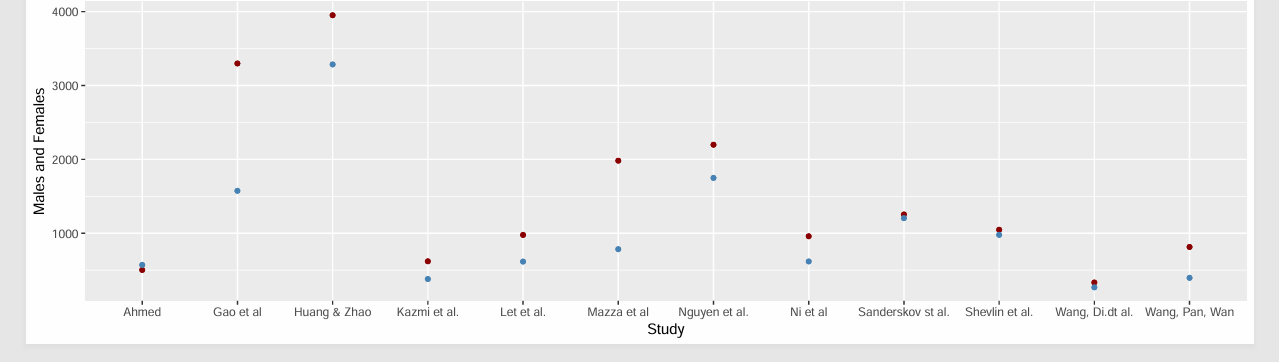 4000
3000
2000
1000
Males and Females
Ahmed Gao et al Huang & Zhao Kazmi et al. Let et al. Mazza et al Nguyen et al. Ni et al Sanderskov st al. Shevlin et al. Wang, Di.dt al. Wang, Pan, Wan
Study